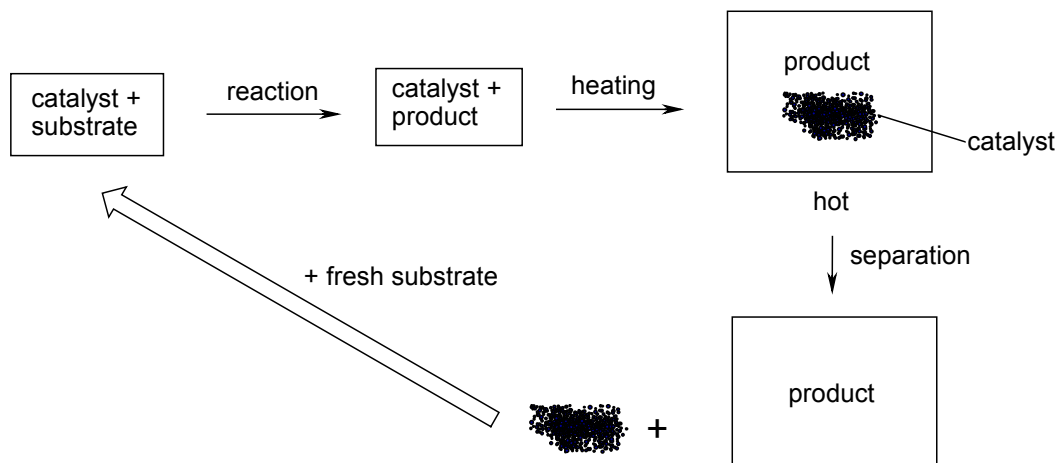 catalyst +
substrate
reaction
catalyst +
product
heating
product
catalyst
hot
separation
+ fresh substrate
+
product